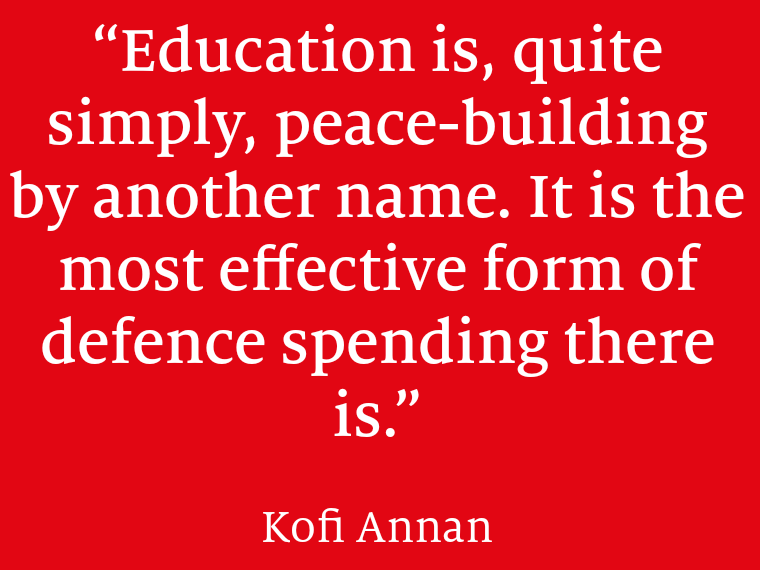 “Education is, quite
simply, peace-building
by another name. It is the
most effective form of
defence spending there
is.”
Kofi Annan